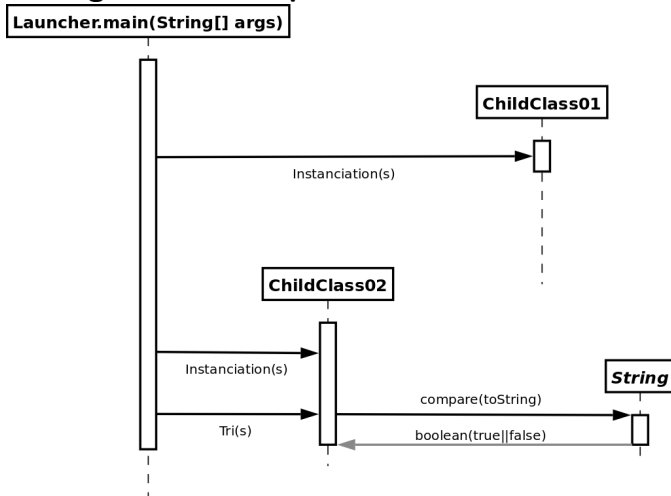 Launcher.main(String[] args)
ChildClass01
Instanciation(s)
ChildClass02
Instanciation(s)
String
compare(toString)
Tri(s)
boolean(true||false)